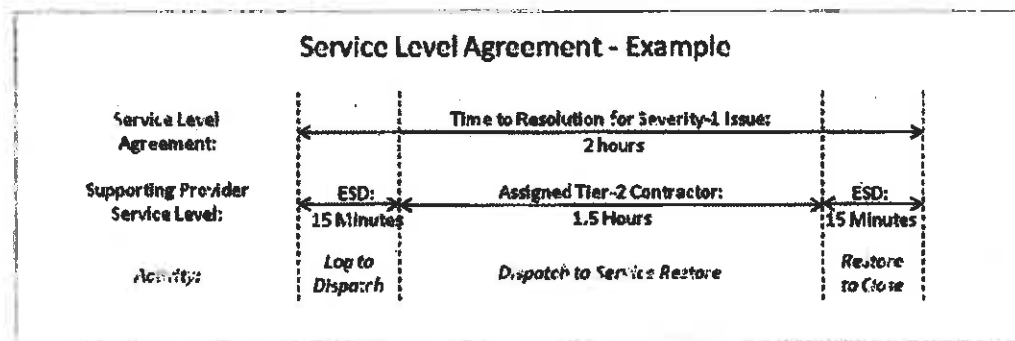 Service Level Agreement - Example
Service Level
Agreement:
Time to Resolution for Severity-1 Issue:
2 hours
Supporting Provider
Service Level:
ESD:
15 Minutes
Assigned Tier-2 Contractor:
1.5 Hours
ESD:
15 Minutes
Activity:
Log to
Dispatch
Dispatch to Service Restore
Restore
to Close